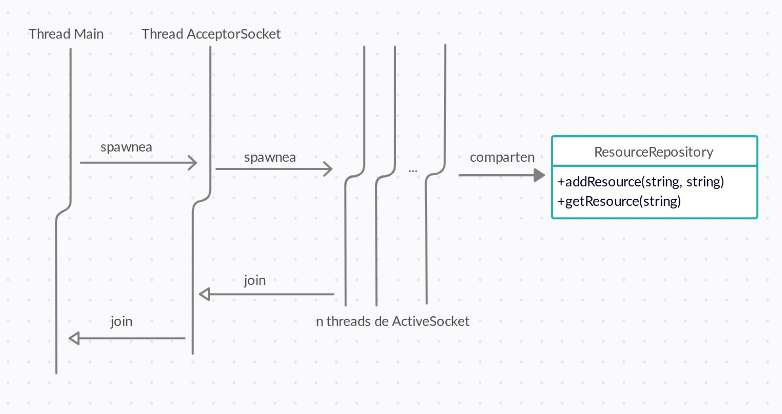 Thread Main
Thread AcceptorSocket
spawnea
spawnea
...
comparten
ResourceRepository
+addResource(string, string)
+getResource(string)
join
n threads de ActiveSocket
join